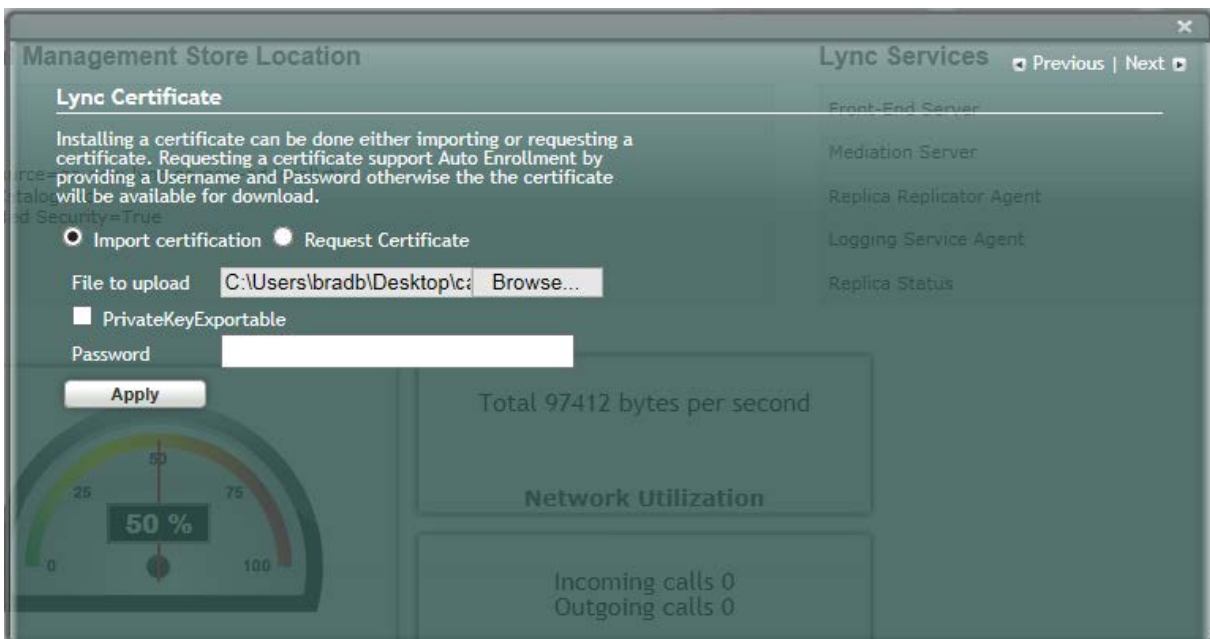 Management Store Location
Lync Services
Previous | Next
Lync Certificate
Front-End Server
Installing a certificate can be done either importing or requesting a
certificate. Requesting a certificate support Auto Enrollment by
providing a Username and Password otherwise the the certificate
will be available for download.
Mediation Server
Replica Replicator Agent
ed Security=True
Import certification Request Certificate
Logging Service Agent
File to upload C:\Users\bradb\Desktop\ca Browse...
Replica Status
PrivateKeyExportable
Password
Apply
Total 97412 bytes per second
50
25 75
50 %
0 100
Network Utilization
Incoming calls 0
Outgoing calls 0